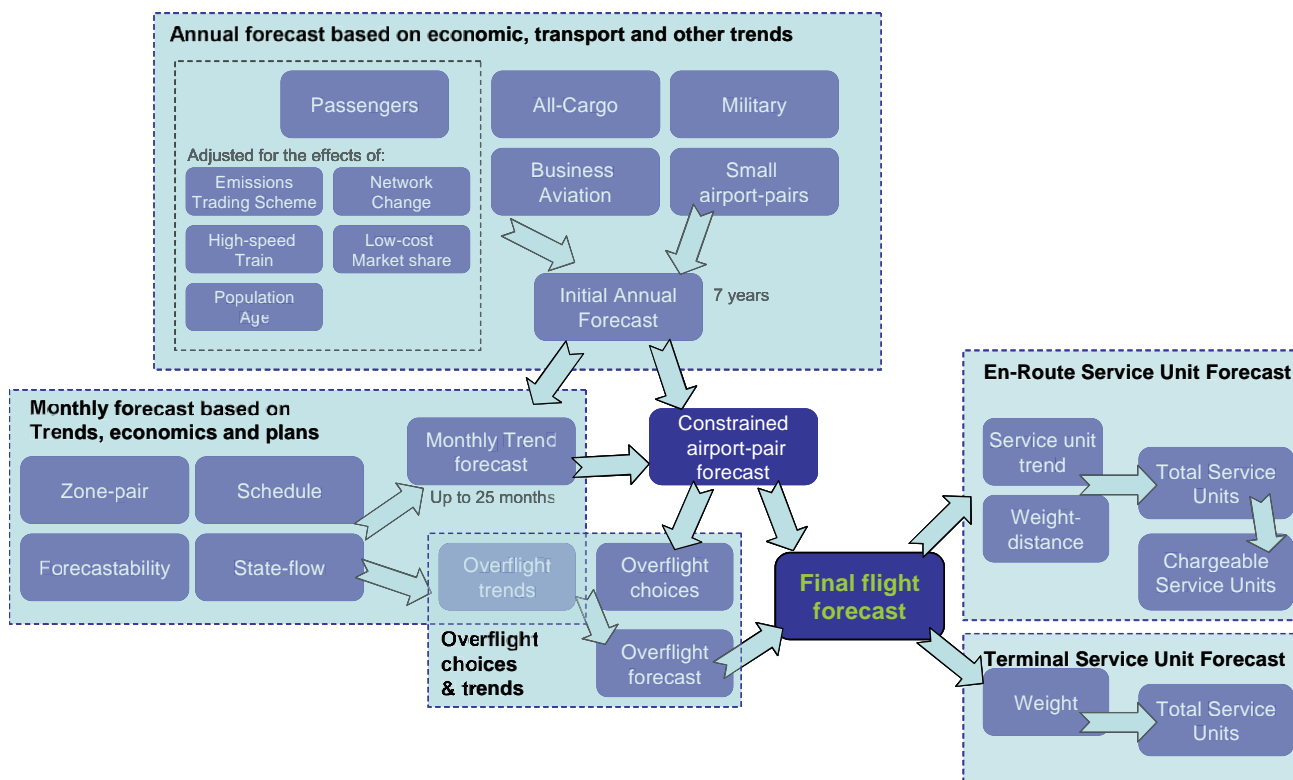 Annual forecast based on economic, transport and other trends
Passengers
All-Cargo
Military
Adjusted for the effects of:
Emissions
Trading Scheme
Network
Change
Business
Aviation
Small
airport-pairs
High-speed
Train
Low-cost
Market share
Population
Age
Initial Annual
Forecast
7 years
Monthly forecast based on
Trends, economics and plans
Monthly Trend
forecast
Up to 25 months
Zone-pair
Schedule
Forecastability
State-flow
Constrained
airport-pair
forecast
Overflight
trends
Overflight
choices
Overflight
choices
& trends
Overflight
forecast
Final flight
forecast
En-Route Service Unit Forecast
Service unit
trend
Total Service
Units
Weight-
distance
Chargeable
Service Units
Terminal Service Unit Forecast
Weight
Total Service
Units